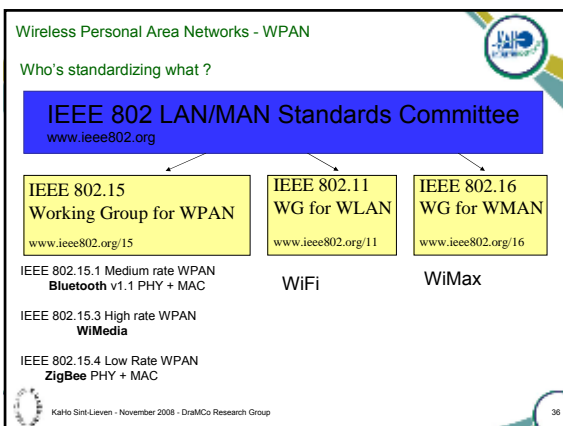 Wireless Personal Area Networks - WPAN
Who's standardizing what ?
IEEE 802 LAN/MAN Standards Committee
www.ieee802.org
IEEE 802.15
Working Group for WPAN
www.ieee802.org/15
IEEE 802.11
WG for WLAN
www.ieee802.org/11
IEEE 802.16
WG for WMAN
www.ieee802.org/16
IEEE 802.15.1 Medium rate WPAN
Bluetooth v1.1 PHY + MAC
IEEE 802.15.3 High rate WPAN
WiMedia
IEEE 802.15.4 Low Rate WPAN
ZigBee PHY + MAC
WiFi
WiMax
KaHo Sint-Lieven - November 2008 - DraMCo Research Group
36